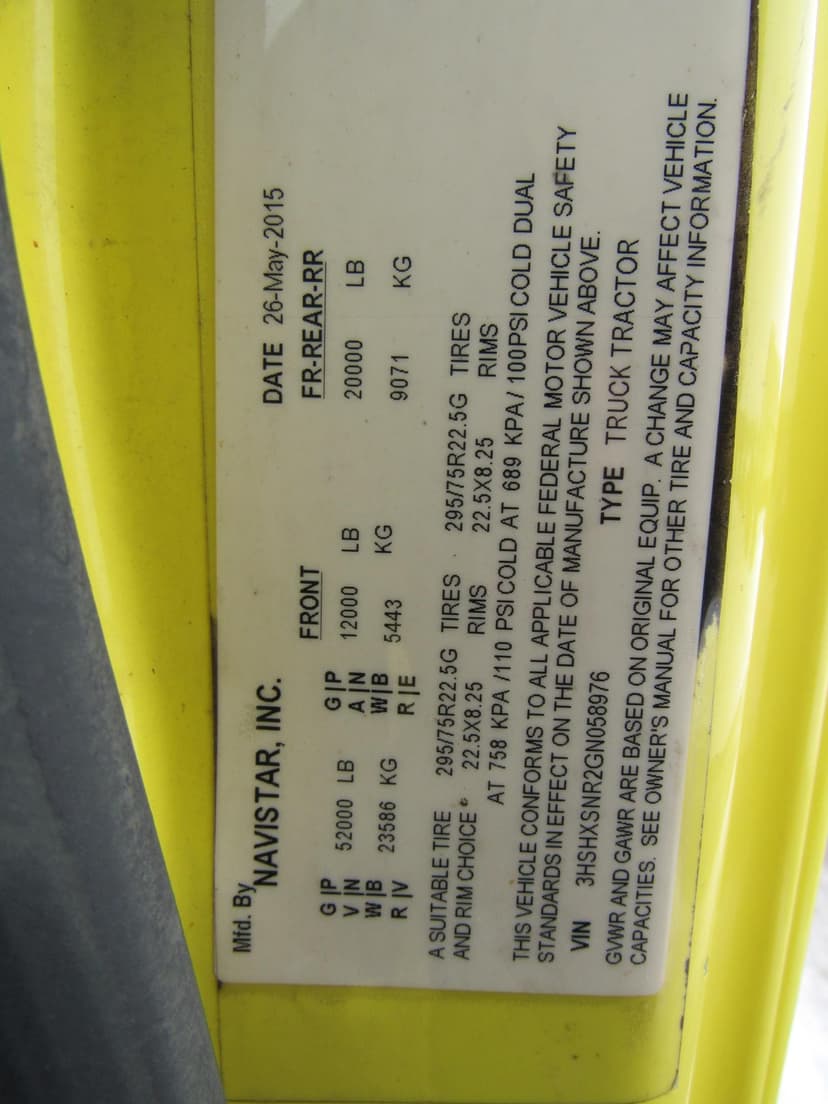 Mfd. By
NAVISTAR, INC. DATE 26-May-2015
FRONT FR-REAR-RR
G|P 52000 LB G|P 12000 LB 20000 LB
V|N A|N
W|B 23586 KG W|B 5443 KG 9071 KG
R|V R|E
A SUITABLE TIRE 295/75R22.5G TIRES 295/75R22.5G TIRES
AND RIM CHOICE 22.5X8.25 RIMS 22.5X8.25 RIMS
AT 758 KPA /110 PSI COLD AT 689 KPA/ 100PSI COLD DUAL
THIS VEHICLE CONFORMS TO ALL APPLICABLE FEDERAL MOTOR VEHICLE SAFETY
STANDARDS IN EFFECT ON THE DATE OF MANUFACTURE SHOWN ABOVE.
VIN 3HSHXSNR2GN058976 TYPE TRUCK TRACTOR
GVWR AND GAWR ARE BASED ON ORIGINAL EQUIP. A CHANGE MAY AFFECT VEHICLE
CAPACITIES. SEE OWNER'S MANUAL FOR OTHER TIRE AND CAPACITY INFORMATION.